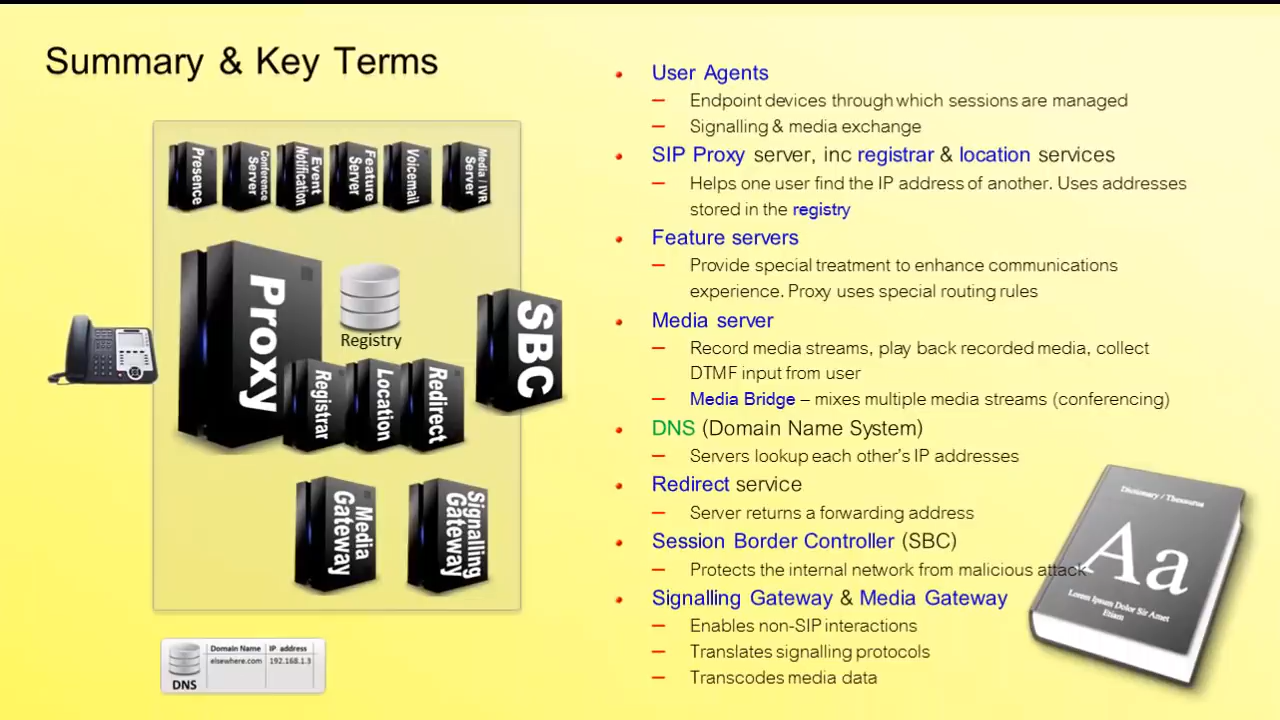 Summary & Key Terms
Presence
Conference
Server
Event
Notification
Feature
Server
Voicemail
Media / IVR
Server
Proxy
Registry
Registrar
Location
Redirect
SBC
Media
Gateway
Signalling
Gateway
DNS
Domain Name IP address
elsewhere.com 192.168.1.3
• User Agents
– Endpoint devices through which sessions are managed
– Signalling & media exchange
• SIP Proxy server, inc registrar & location services
– Helps one user find the IP address of another. Uses addresses
stored in the registry
• Feature servers
– Provide special treatment to enhance communications
experience. Proxy uses special routing rules
• Media server
– Record media streams, play back recorded media, collect
DTMF input from user
– Media Bridge – mixes multiple media streams (conferencing)
• DNS (Domain Name System)
– Servers lookup each other's IP addresses
• Redirect service
– Server returns a forwarding address
• Session Border Controller (SBC)
– Protects the internal network from malicious attack
• Signalling Gateway & Media Gateway
– Enables non-SIP interactions
– Translates signalling protocols
– Transcodes media data
Dictionary / Thesaurus
Aa
Lorem Ipsum Dolor Sir Amet
Etiam